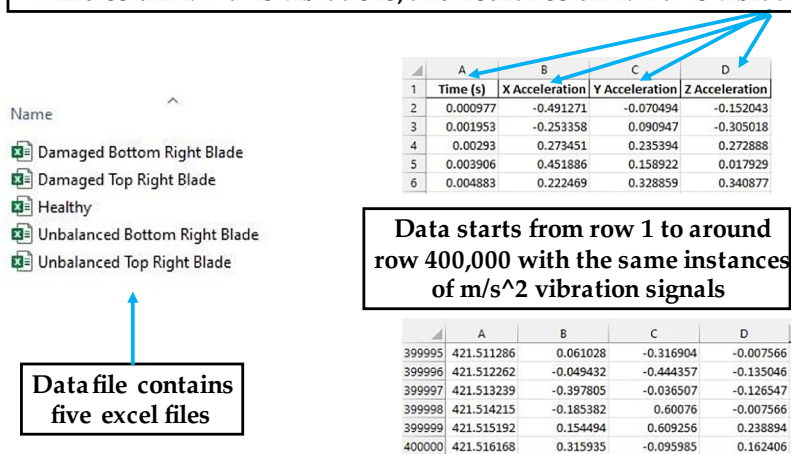 A B C D
1 Time (s) X Acceleration Y Acceleration Z Acceleration
2 0.000977 -0.491271 -0.070494 -0.152043
3 0.001953 -0.253358 0.090947 -0.305018
4 0.00293 0.273451 0.235394 0.272888
5 0.003906 0.451886 0.158922 0.017929
6 0.004883 0.222469 0.328859 0.340877
Name
Damaged Bottom Right Blade
Damaged Top Right Blade
Healthy
Unbalanced Bottom Right Blade
Unbalanced Top Right Blade
Data starts from row 1 to around
row 400,000 with the same instances
of m/s^2 vibration signals
Data file contains
five excel files
A B C D
399995 421.511286 0.061028 -0.316904 -0.007566
399996 421.512262 -0.049432 -0.444357 -0.135046
399997 421.513239 -0.397805 -0.036507 -0.126547
399998 421.514215 -0.185382 0.60076 -0.007566
399999 421.515192 0.154494 0.609256 0.238894
400000 421.516168 0.315935 -0.095985 0.162406